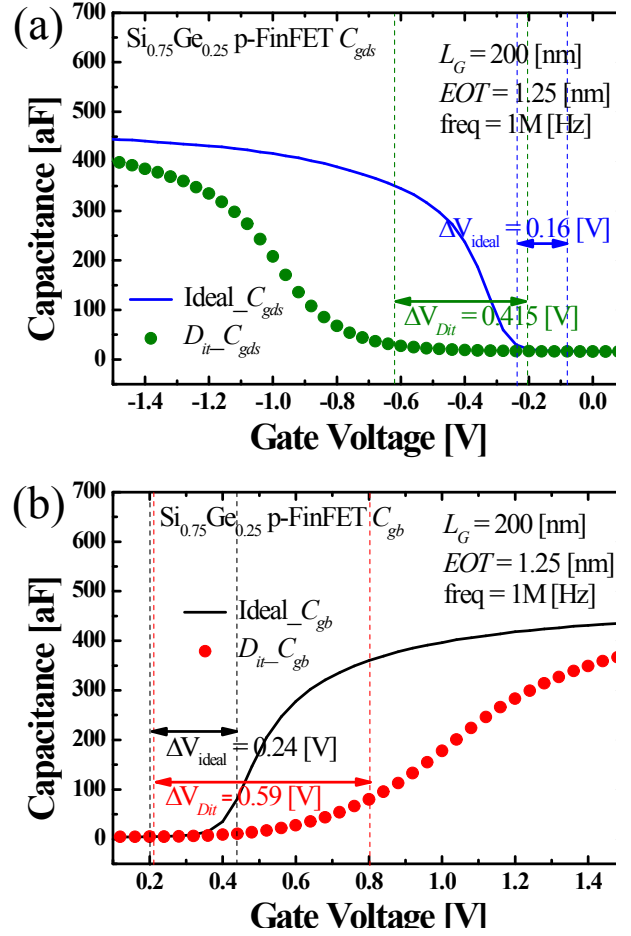 (a)
Si0.75Ge0.25 p-FinFET Cgds
LG = 200 [nm]
EOT = 1.25 [nm]
freq = 1M [Hz]
ΔVideal = 0.16 [V]
ΔVDit = 0.415 [V]
Ideal_Cgds
Dit_Cgds
Capacitance [aF]
700
600
500
400
300
200
100
0
-1.4 -1.2 -1.0 -0.8 -0.6 -0.4 -0.2 0.0
Gate Voltage [V]
(b)
Si0.75Ge0.25 p-FinFET Cgb
LG = 200 [nm]
EOT = 1.25 [nm]
freq = 1M [Hz]
Ideal_Cgb
Dit_Cgb
ΔVideal = 0.24 [V]
ΔVDit = 0.59 [V]
Capacitance [aF]
700
600
500
400
300
200
100
0
0.2 0.4 0.6 0.8 1.0 1.2 1.4
Gate Voltage [V]